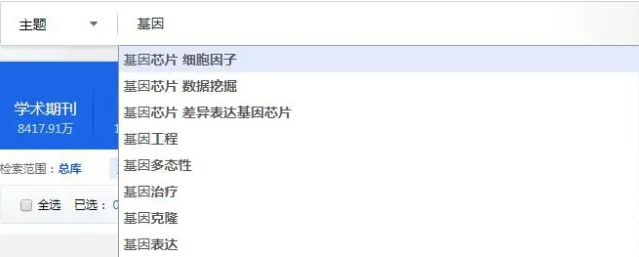 主题 基因
基因芯片 细胞因子
基因芯片 数据挖掘
基因芯片 差异表达基因芯片
基因工程
基因多态性
基因治疗
基因克隆
基因表达
学术期刊
8417.91万
检索范围：总库
全选 已选：